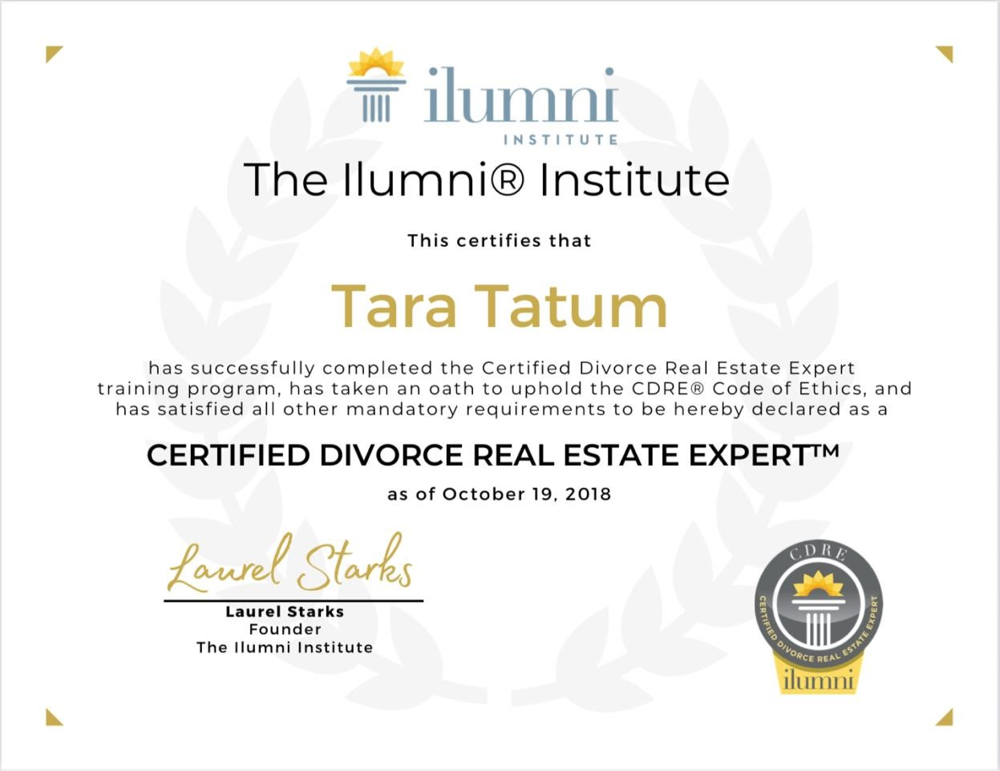 ilumni
INSTITUTE
The Ilumni® Institute
This certifies that
Tara Tatum
has successfully completed the Certified Divorce Real Estate Expert
training program, has taken an oath to uphold the CDRE® Code of Ethics, and
has satisfied all other mandatory requirements to be hereby declared as a
CERTIFIED DIVORCE REAL ESTATE EXPERT™
as of October 19, 2018
Laurel Starks
Laurel Starks
Founder
The Ilumni Institute
CDRE
CERTIFIED DIVORCE REAL ESTATE EXPERT
ilumni